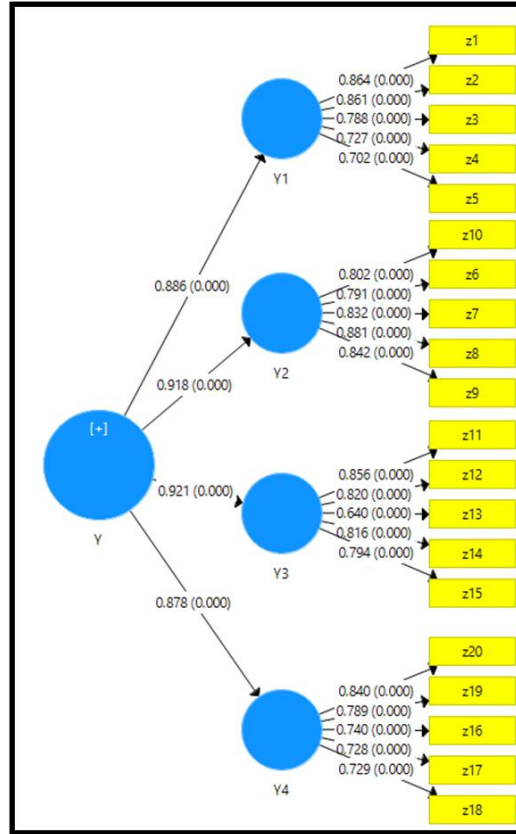 z1
0.864 (0.000)
z2
0.861 (0.000)
0.788 (0.000)
z3
0.727 (0.000)
z4
0.702 (0.000)
z5
Y1
z10
0.886 (0.000)
0.802 (0.000)
z6
0.791 (0.000)
0.832 (0.000)
z7
0.881 (0.000)
z8
0.842 (0.000)
z9
Y2
0.918 (0.000)
[+]
z11
0.856 (0.000)
z12
0.921 (0.000)
0.820 (0.000)
0.640 (0.000)
z13
0.816 (0.000)
z14
0.794 (0.000)
z15
Y
Y3
0.878 (0.000)
z20
0.840 (0.000)
z19
0.789 (0.000)
0.740 (0.000)
z16
0.728 (0.000)
z17
0.729 (0.000)
z18
Y4